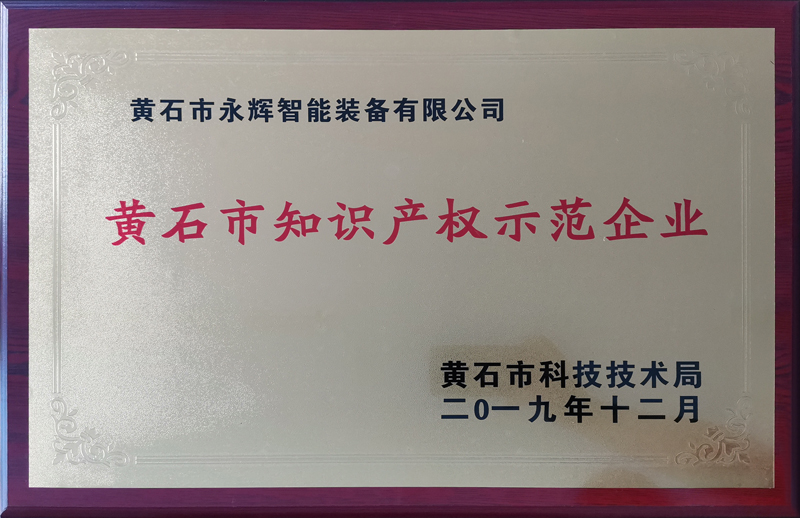 黄石市永辉智能装备有限公司
黄石市知识产权示范企业
黄石市科技技术局
二0一九年十二月